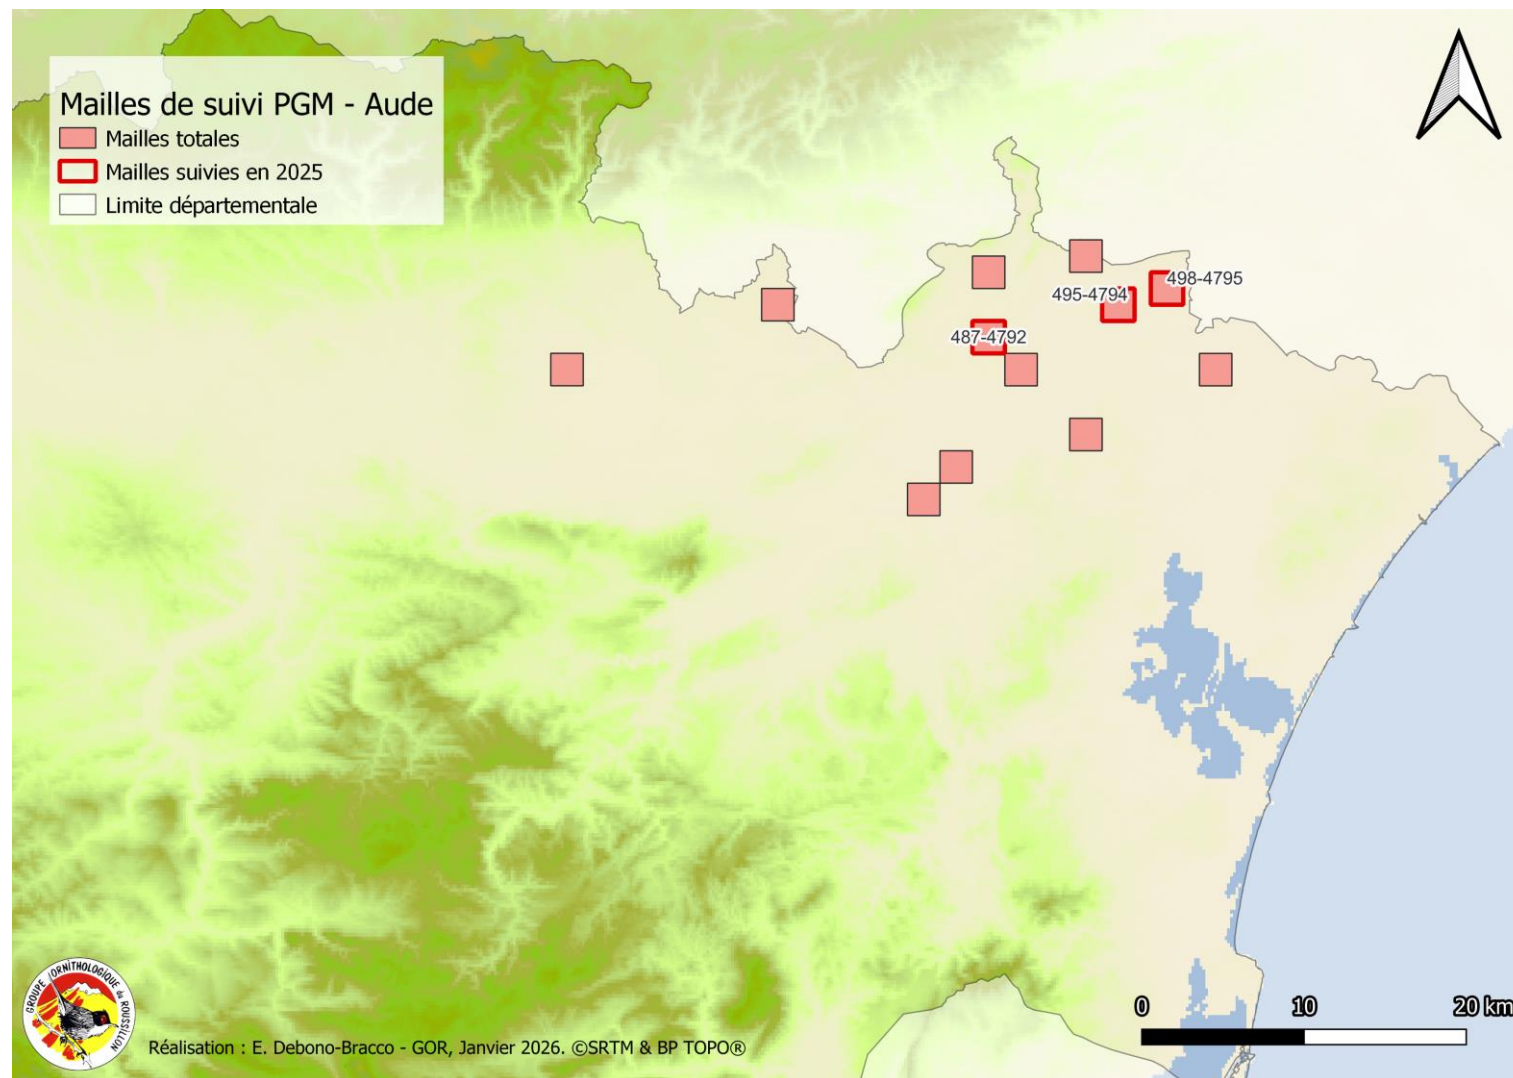 Mailles de suivi PGM - Aude
Mailles totales
Mailles suivies en 2025
Limite départementale
498-4795
495-4794
487-4792
0 10 20 km
GROUPE ORNITHOLOGIQUE du ROUSSILLON
Réalisation : E. Debono-Bracco - GOR, Janvier 2026. ©SRTM & BP TOPO®